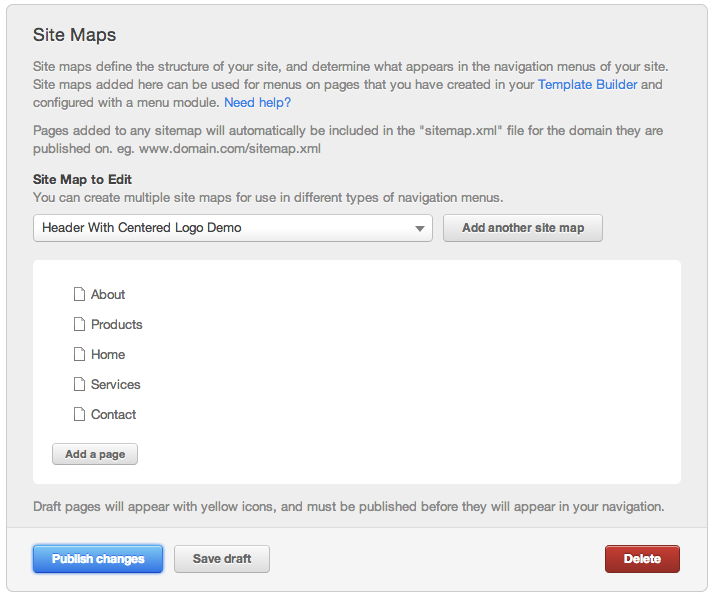 Site Maps
Site maps define the structure of your site, and determine what appears in the navigation menus of your site.
Site maps added here can be used for menus on pages that you have created in your Template Builder and
configured with a menu module. Need help?
Pages added to any sitemap will automatically be included in the "sitemap.xml" file for the domain they are
published on. eg. www.domain.com/sitemap.xml
Site Map to Edit
You can create multiple site maps for use in different types of navigation menus.
Header With Centered Logo Demo
Add another site map
About
Products
Home
Services
Contact
Add a page
Draft pages will appear with yellow icons, and must be published before they will appear in your navigation.
Publish changes
Save draft
Delete